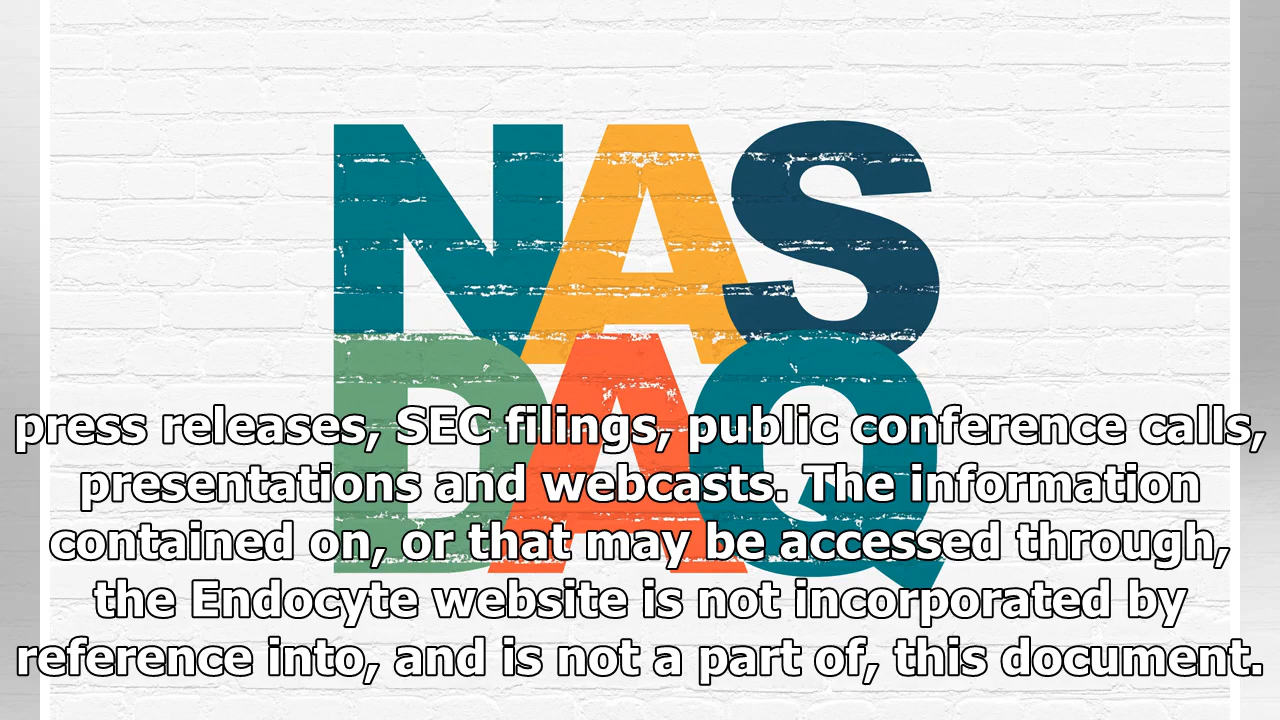 NAS
DAQ
press releases, SEC filings, public conference calls,
presentations and webcasts. The information
contained on, or that may be accessed through,
the Endocyte website is not incorporated by
reference into, and is not a part of, this document.